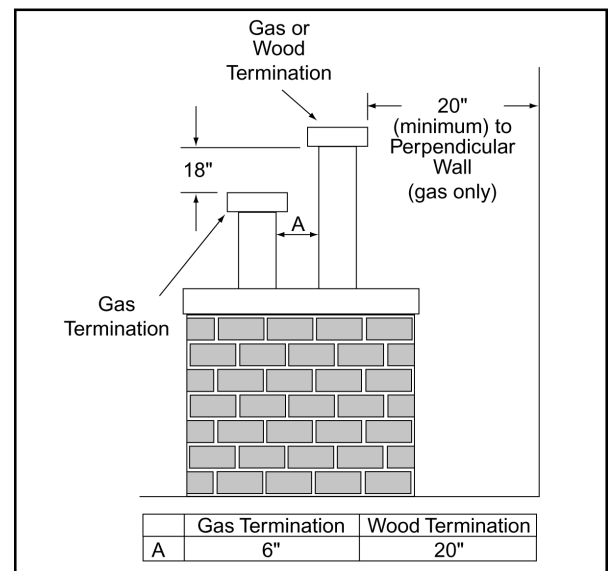 Gas or
Wood
Termination
20"
(minimum) to
Perpendicular
Wall
(gas only)
18"
A
Gas
Termination
Gas Termination Wood Termination
A 6" 20"